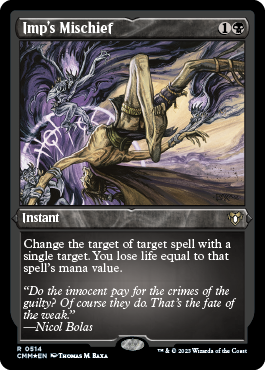 Imp's Mischief 1
Instant
Change the target of target spell with a
single target. You lose life equal to that
spell's mana value.
"Do the innocent pay for the crimes of the
guilty? Of course they do. That's the fate of
the weak."
—Nicol Bolas
R 0514
CMM★EN Thomas M. Baxa
™ & © 2023 Wizards of the Coast